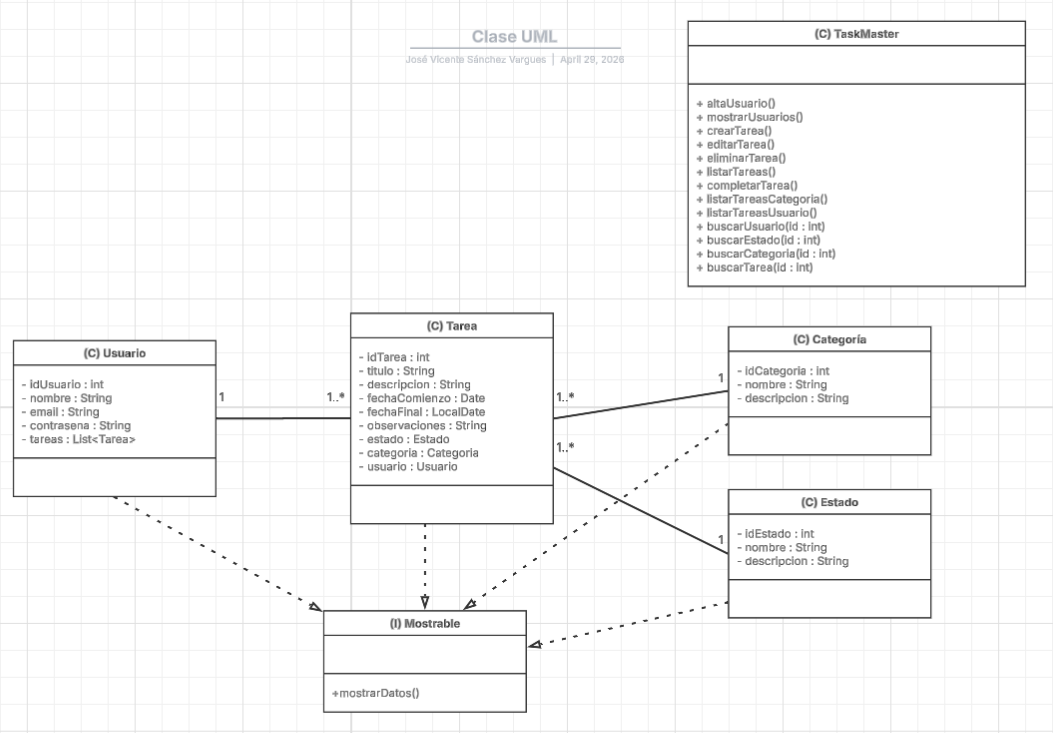 Clase UML
José Vicente Sánchez Vargues | April 29, 2026
(C) TaskMaster
+ altaUsuario()
+ mostrarUsuarios()
+ crearTarea()
+ editarTarea()
+ eliminarTarea()
+ listarTareas()
+ completarTarea()
+ listarTareasCategoria()
+ listarTareasUsuario()
+ buscarUsuario(id : int)
+ buscarEstado(id : int)
+ buscarCategoria(id : int)
+ buscarTarea(id : int)
(C) Usuario
- idUsuario : int
- nombre : String
- email : String
- contrasena : String
- tareas : List<Tarea>
1
1..*
(C) Tarea
- idTarea : int
- titulo : String
- descripcion : String
- fechaComienzo : Date
- fechaFinal : LocalDate
- observaciones : String
- estado : Estado
- categoria : Categoria
- usuario : Usuario
1..*
1
1..*
1
(C) Categoría
- idCategoria : int
- nombre : String
- descripcion : String
(C) Estado
- idEstado : int
- nombre : String
- descripcion : String
(I) Mostrable
+mostrarDatos()